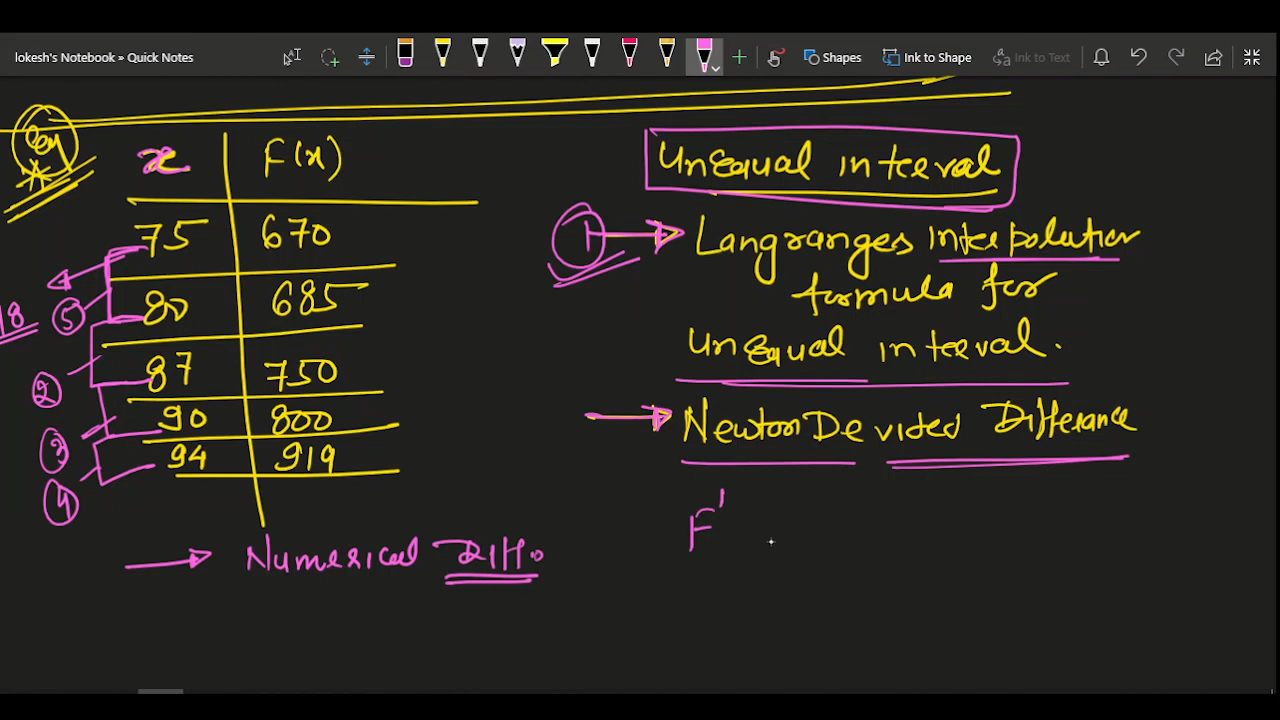 lokesh's Notebook » Quick Notes
Shapes
Ink to Shape
Ink to Text
x F(x)
75 670
80 685
87 750
90 800
94 919
18
5
2
3
4
Numerical Diff.
UnEqual interval
1 Langranges interpolution
formula for
UnEqual interval.
Newton Devided Differance
F'